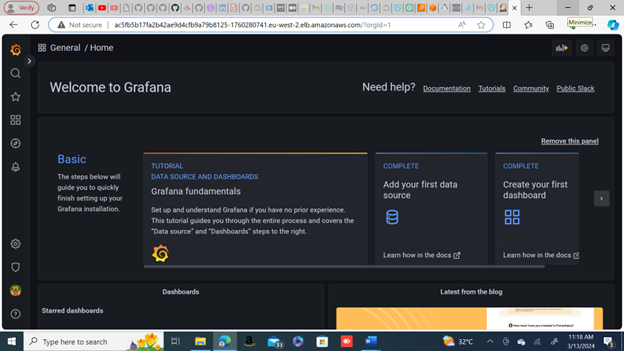 Verify
Not secure
ac5fb5b17fa2b42ae9d4cfb9a79b8125-1760280741.eu-west-2.elb.amazonaws.com/?orgId=1
Minimize
General / Home
Welcome to Grafana
Need help?
Documentation
Tutorials
Community
Public Slack
Remove this panel
Basic
The steps below will
guide you to quickly
finish setting up your
Grafana installation.
TUTORIAL
DATA SOURCE AND DASHBOARDS
Grafana fundamentals
Set up and understand Grafana if you have no prior experience.
This tutorial guides you through the entire process and covers the
"Data source" and "Dashboards" steps to the right.
COMPLETE
Add your first data
source
Learn how in the docs
COMPLETE
Create your first
dashboard
Learn how in the docs
Dashboards
Starred dashboards
Latest from the blog
Type here to search
32°C
11:18 AM
3/13/2024